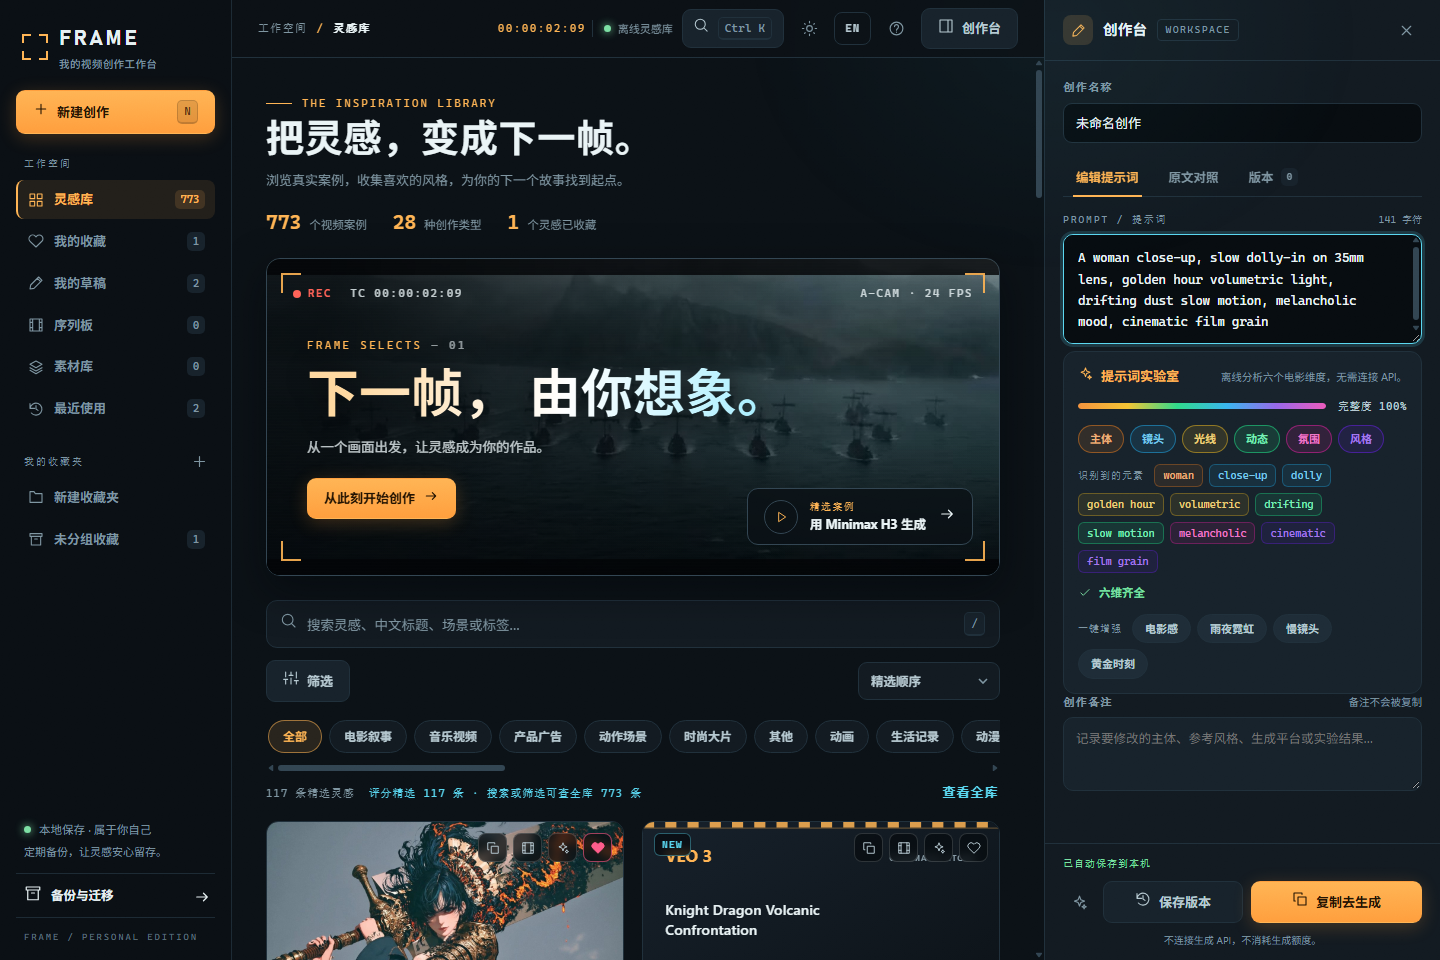 FRAME
我的视频创作工作台
新建创作 N
工作空间
灵感库 773
我的收藏 1
我的草稿 2
序列板 0
素材库 0
最近使用 2
我的收藏夹
新建收藏夹
未分组收藏 1
本地保存 · 属于你自己
定期备份，让灵感安心留存。
备份与迁移
FRAME / PERSONAL EDITION
工作空间 / 灵感库
00:00:02:09
离线灵感库
Ctrl K
EN
创作台
THE INSPIRATION LIBRARY
把灵感，变成下一帧。
浏览真实案例，收集喜欢的风格，为你的下一个故事找到起点。
773 个视频案例 28 种创作类型 1 个灵感已收藏
REC TC 00:00:02:09
A-CAM · 24 FPS
FRAME SELECTS — 01
下一帧，由你想象。
从一个画面出发，让灵感成为你的作品。
从此刻开始创作
精选案例
用 Minimax H3 生成
搜索灵感、中文标题、场景或标签... /
筛选
精选顺序
全部 电影叙事 音乐视频 产品广告 动作场景 时尚大片 其他 动画 生活记录 动漫
117 条精选灵感 评分精选 117 条 · 搜索或筛选可查全库 773 条
查看全库
NEW
VEO 3
Knight Dragon Volcanic
Confrontation
创作台 WORKSPACE
创作名称
未命名创作
编辑提示词 原文对照 版本 0
PROMPT / 提示词 141 字符
A woman close-up, slow dolly-in on 35mm
lens, golden hour volumetric light,
drifting dust slow motion, melancholic
mood, cinematic film grain
提示词实验室 离线分析六个电影维度，无需连接 API。
完整度 100%
主体 镜头 光线 动态 氛围 风格
识别到的元素 woman close-up dolly
golden hour volumetric drifting
slow motion melancholic cinematic
film grain
六维齐全
一键增强 电影感 雨夜霓虹 慢镜头
黄金时刻
创作备注 备注不会被复制
记录要修改的主体、参考风格、生成平台或实验结果...
已自动保存到本机
保存版本
复制去生成
不连接生成 API，不消耗生成额度。